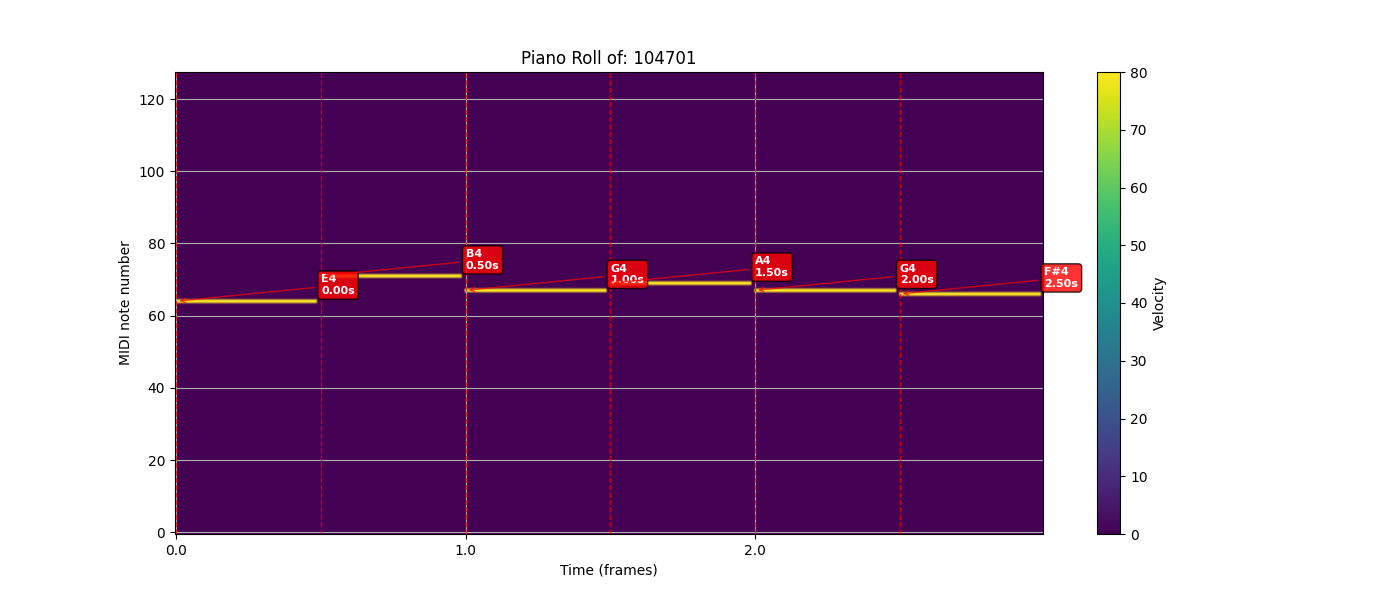 Piano Roll of: 104701
MIDI note number
120
100
80
60
40
20
0
E4
0.00s
B4
0.50s
G4
1.00s
A4
1.50s
G4
2.00s
F#4
2.50s
0.0
1.0
2.0
Time (frames)
80
70
60
50
40
30
20
10
0
Velocity